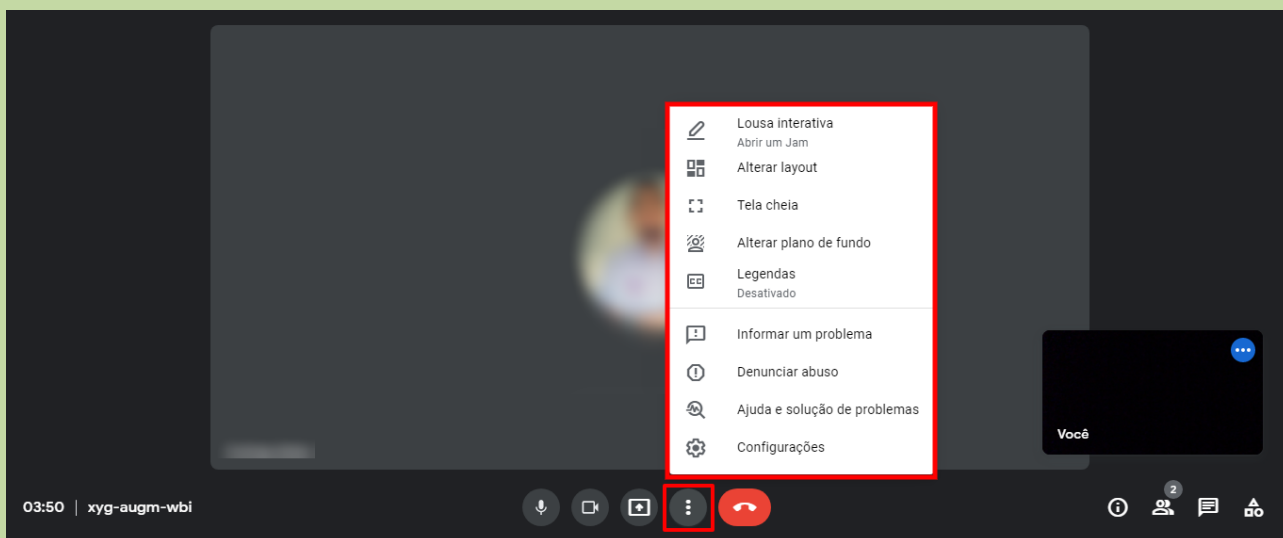 Lousa interativa
Abrir um Jam
Alterar layout
Tela cheia
Alterar plano de fundo
Legendas
Desativado
Informar um problema
Denunciar abuso
Ajuda e solução de problemas
Configurações
Você
03:50 | xyg-augm-wbi
2